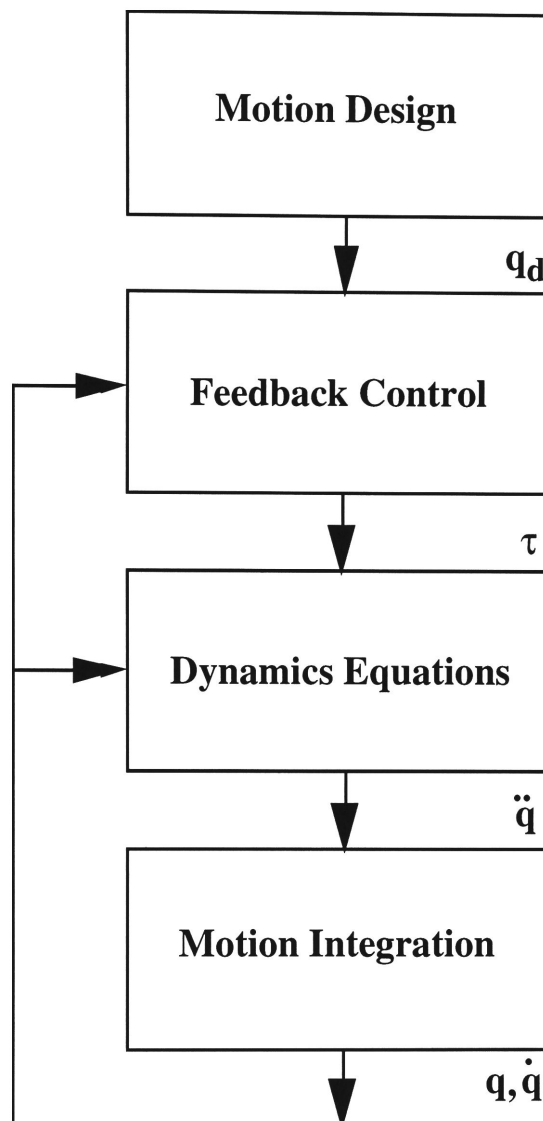 Motion Design
q_d
Feedback Control
τ
Dynamics Equations
q̈
Motion Integration
q, q̇